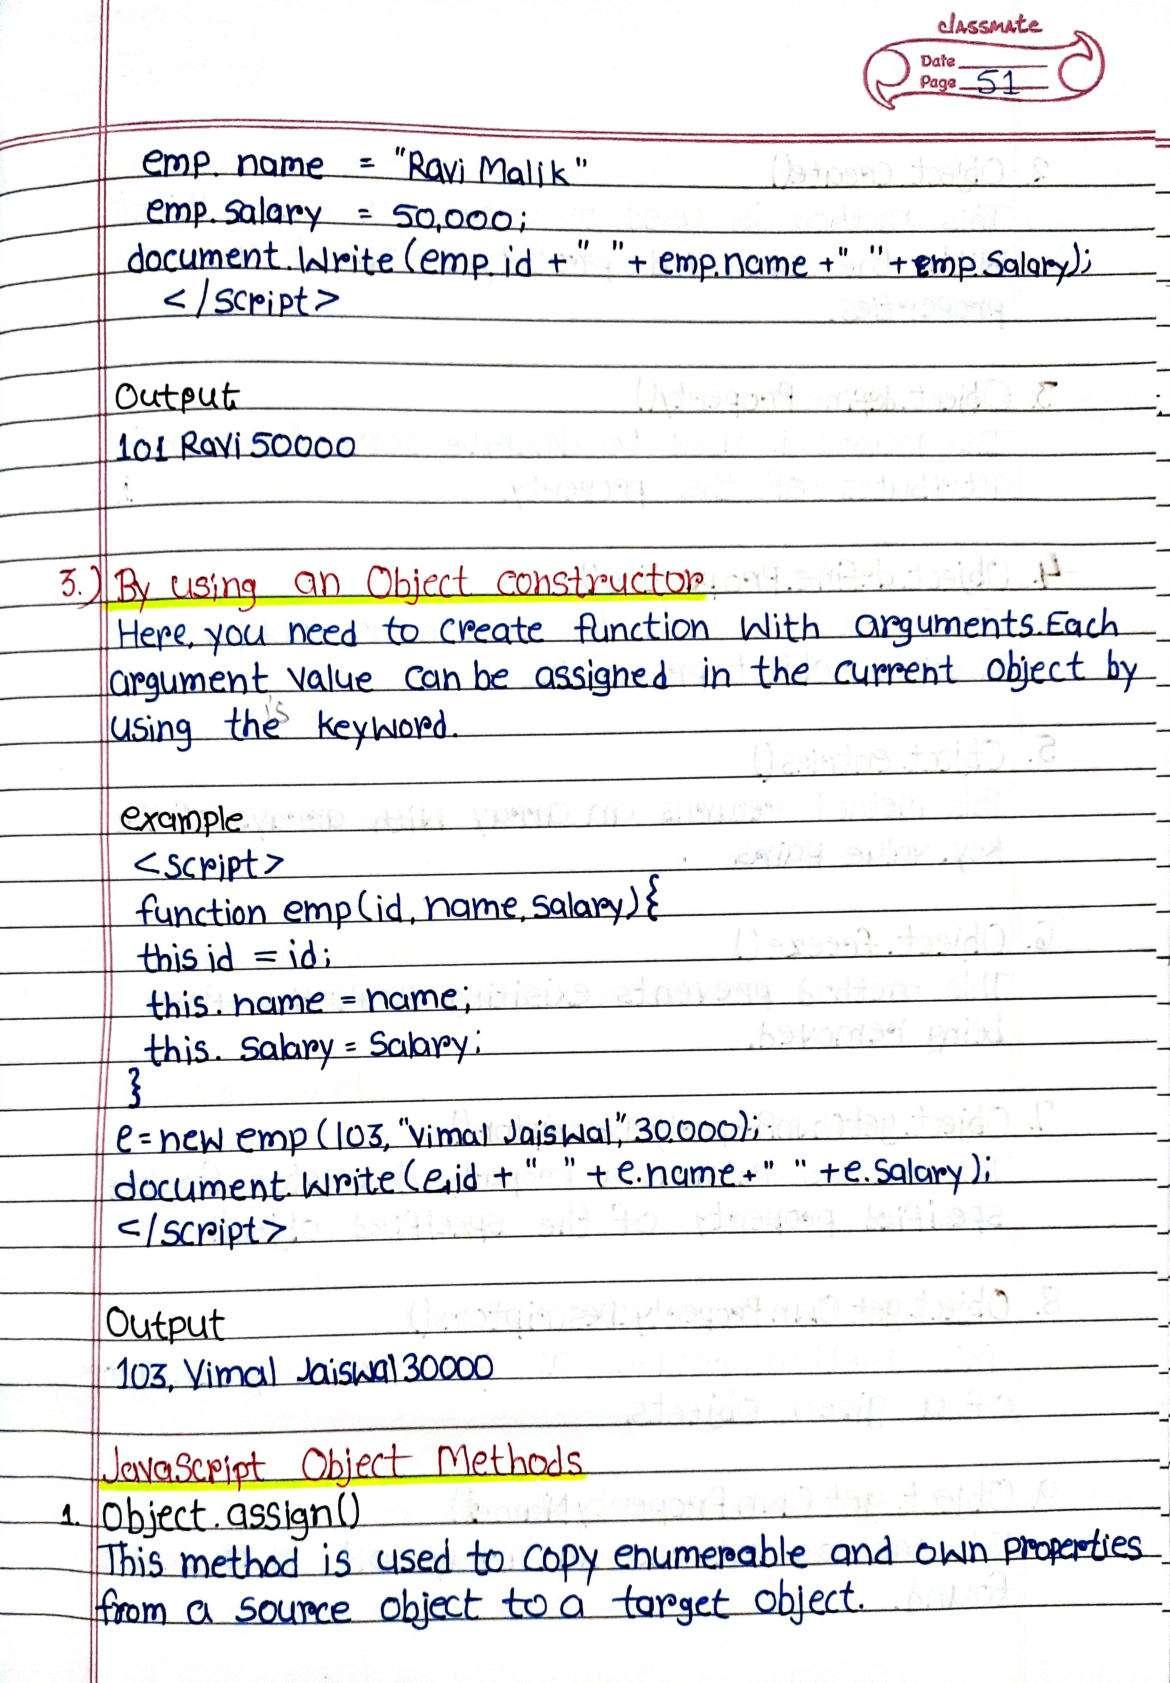 classmate
Date
Page 51
emp. name = "Ravi Malik"
emp. salary = 50,000;
document.Write(emp.id +" "+ emp.name +" "+emp.Salary);
</script>
Output
101 Ravi 50000
3.) By using an Object constructor
Here, you need to create function with arguments.Each
argument value can be assigned in the current object by
using this keyword.
example
<script>
function emp(id, name, salary){
this id = id;
this. name = name;
this. salary = salary;
}
e=new emp (103, "vimal Jaiswal", 30,000);
document.Write(e.id + " " + e.name + " " +e.salary);
</script>
Output
103, Vimal Jaiswal 30000
JavaScript Object Methods
1. Object.assign()
This method is used to copy enumerable and own properties
from a source object to a target object.